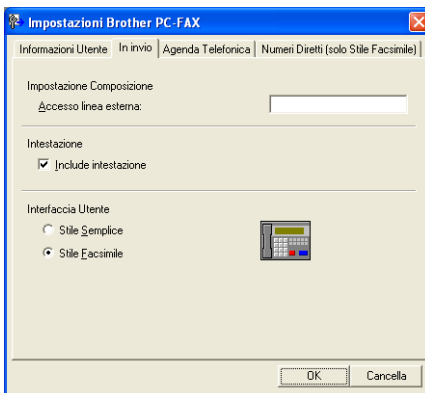 Impostazioni Brother PC-FAX
Informazioni Utente In invio Agenda Telefonica Numeri Diretti (solo Stile Facsimile)
Impostazione Composizione
Accesso linea esterna:
Intestazione
Include intestazione
Interfaccia Utente
Stile Semplice
Stile Facsimile
OK Cancella